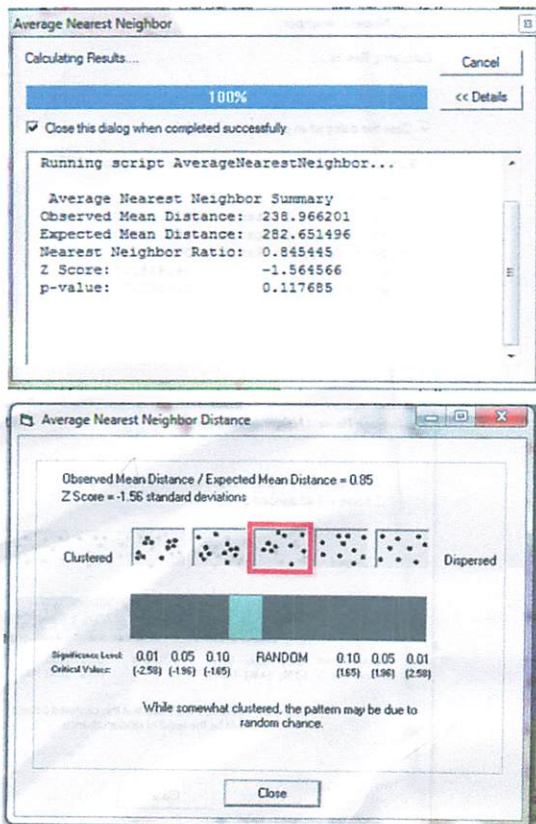 Average Nearest Neighbor
Calculating Results....
Cancel
100%
<< Details
Close this dialog when completed successfully
Running script AverageNearestNeighbor...
Average Nearest Neighbor Summary
Observed Mean Distance: 238.966201
Expected Mean Distance: 282.651496
Nearest Neighbor Ratio: 0.845445
Z Score: -1.564566
p-value: 0.117685
Average Nearest Neighbor Distance
Observed Mean Distance / Expected Mean Distance = 0.85
Z Score = -1.56 standard deviations
Clustered
Dispersed
Significance Level: 0.01 0.05 0.10 RANDOM 0.10 0.05 0.01
Critical Values: (-2.58) (-1.96) (-1.65) (1.65) (1.96) (2.58)
While somewhat clustered, the pattern may be due to
random chance.
Close